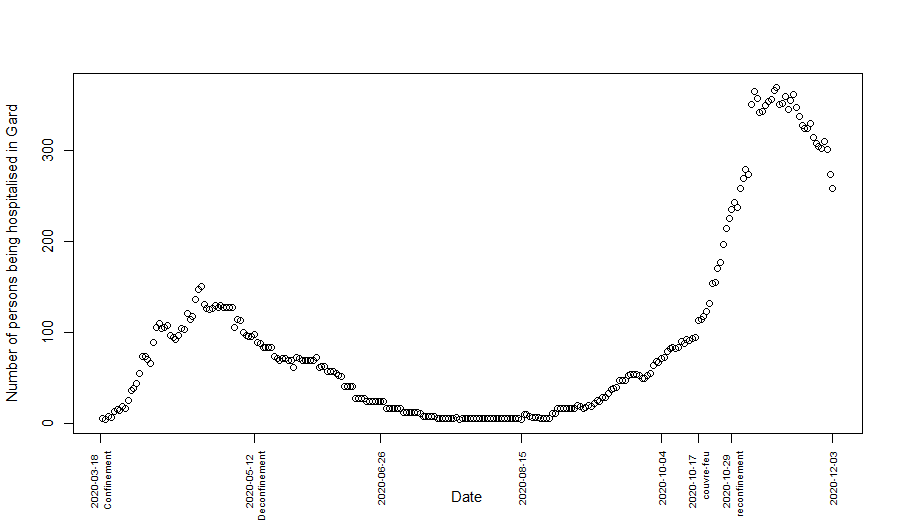 Number of persons being hospitalised in Gard
300
200
100
0
2020-03-18
Confinement
2020-05-12
Deconfinement
2020-06-26
2020-08-15
2020-10-04
2020-10-17
couvre-feu
2020-10-29
reconfinement
2020-12-03
Date